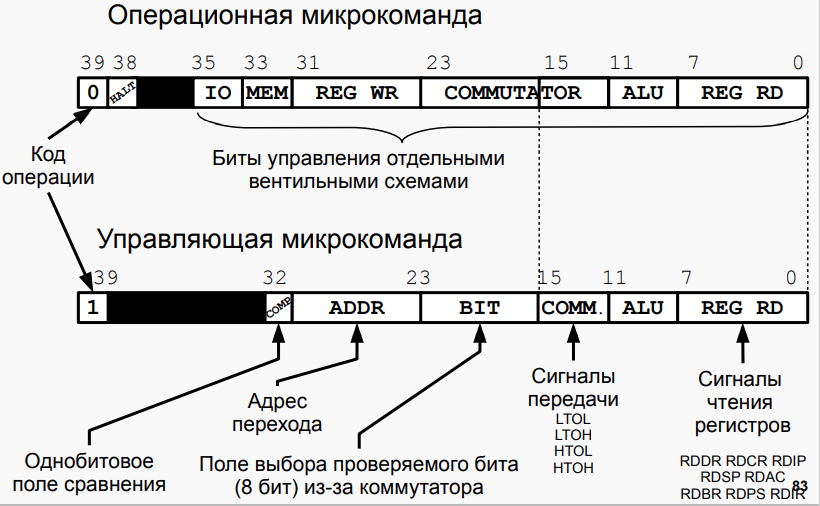 Операционная микрокоманда
39 38 35 33 31 23 15 11 7 0
0 HALT IO MEM REG WR COMMUTATOR ALU REG RD
Код
операции
Биты управления отдельными
вентильными схемами
Управляющая микрокоманда
39 32 23 15 11 7 0
1 COMP ADDR BIT COMM. ALU REG RD
Однобитовое
поле сравнения
Адрес
перехода
Поле выбора проверяемого бита
(8 бит) из-за коммутатора
Сигналы
передачи
LTOL
LTOH
HTOL
HTOH
Сигналы
чтения
регистров
RDDR RDCR RDIP
RDSP RDAC
RDBR RDPS RDIR
83